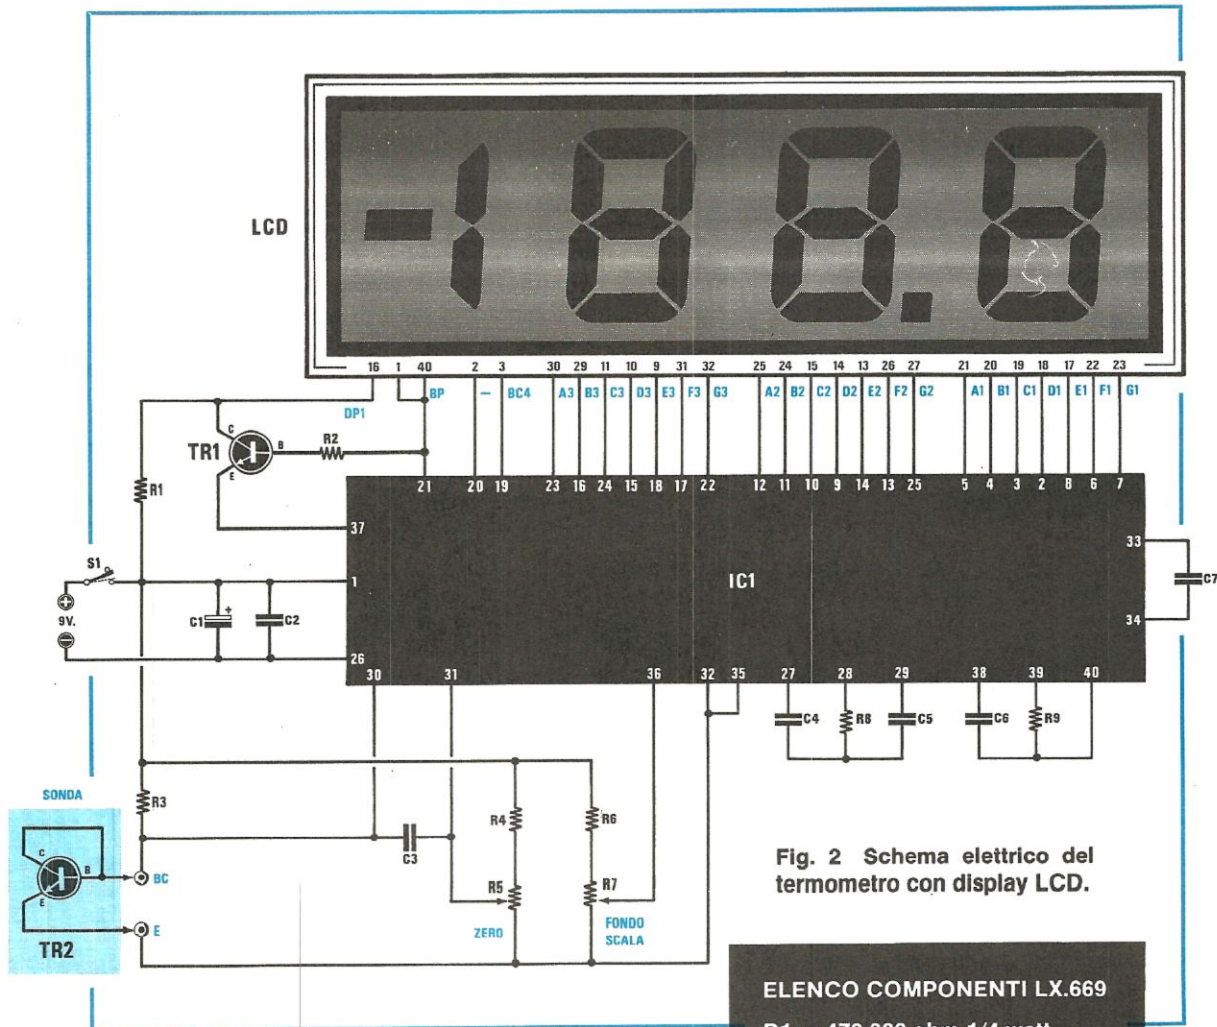 LCD
16 1 40 2 3 30 29 11 10 9 31 32 25 24 15 14 13 26 27 21 20 19 18 17 22 23
DP1 BP – BC4 A3 B3 C3 D3 E3 F3 G3 A2 B2 C2 D2 E2 F2 G2 A1 B1 C1 D1 E1 F1 G1
TR1 C B E R2
R1
21 20 19 23 16 24 15 18 17 22 12 11 10 9 14 13 25 5 4 3 2 8 6 7
37
33
S1
1
IC1
C7
+
9V.
–
C1 + C2
34
26
30 31 36 32 35 27 28 29 38 39 40
C4 R8 C5 C6 R9
SONDA
R3
C3
R4 R6
C B E
BC
R5 R7
ZERO
FONDO
SCALA
E
TR2
Fig. 2 Schema elettrico del
termometro con display LCD.
ELENCO COMPONENTI LX.669